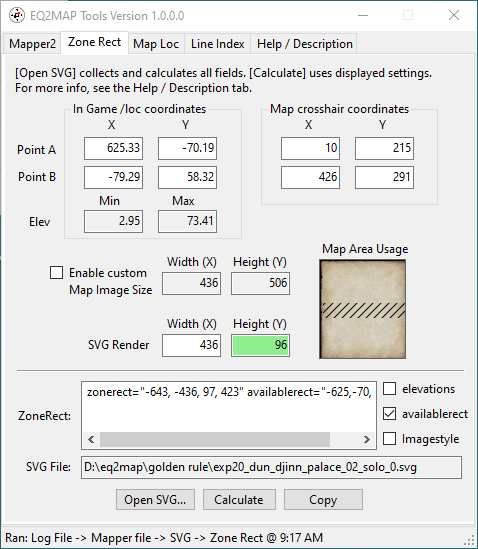 EQ2MAP Tools Version 1.0.0.0
Mapper2 Zone Rect Map Loc Line Index Help / Description
[Open SVG] collects and calculates all fields. [Calculate] uses displayed settings.
For more info, see the Help / Description tab.
In Game /loc coordinates Map crosshair coordinates
X Y X Y
Point A 625.33 -70.19 10 215
Point B -79.29 58.32 426 291
Min Max
Elev 2.95 73.41
Map Area Usage
Width (X) Height (Y)
Enable custom
Map Image Size 436 506
Width (X) Height (Y)
SVG Render 436 96
ZoneRect: zonerect="-643, -436, 97, 423" availablerect="-625,-70,
elevations
availablerect
Imagestyle
SVG File: D:\eq2map\golden rule\exp20_dun_djinn_palace_02_solo_0.svg
Open SVG... Calculate Copy
Ran: Log File -> Mapper file -> SVG -> Zone Rect @ 9:17 AM